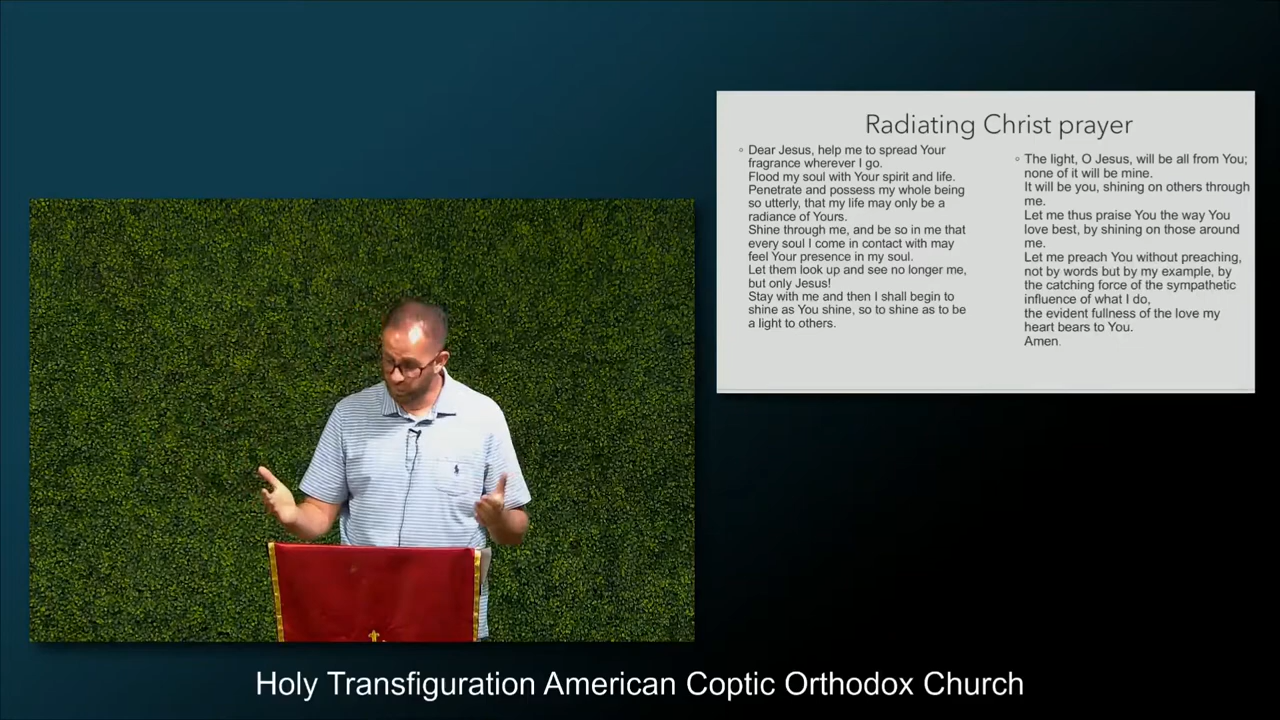 Radiating Christ prayer
Dear Jesus, help me to spread Your
fragrance wherever I go.
Flood my soul with Your spirit and life.
Penetrate and possess my whole being
so utterly, that my life may only be a
radiance of Yours.
Shine through me, and be so in me that
every soul I come in contact with may
feel Your presence in my soul.
Let them look up and see no longer me,
but only Jesus!
Stay with me and then I shall begin to
shine as You shine, so to shine as to be
a light to others.
The light, O Jesus, will be all from You;
none of it will be mine.
It will be you, shining on others through
me.
Let me thus praise You the way You
love best, by shining on those around
me.
Let me preach You without preaching,
not by words but by my example, by
the catching force of the sympathetic
influence of what I do,
the evident fullness of the love my
heart bears to You.
Amen.
Holy Transfiguration American Coptic Orthodox Church